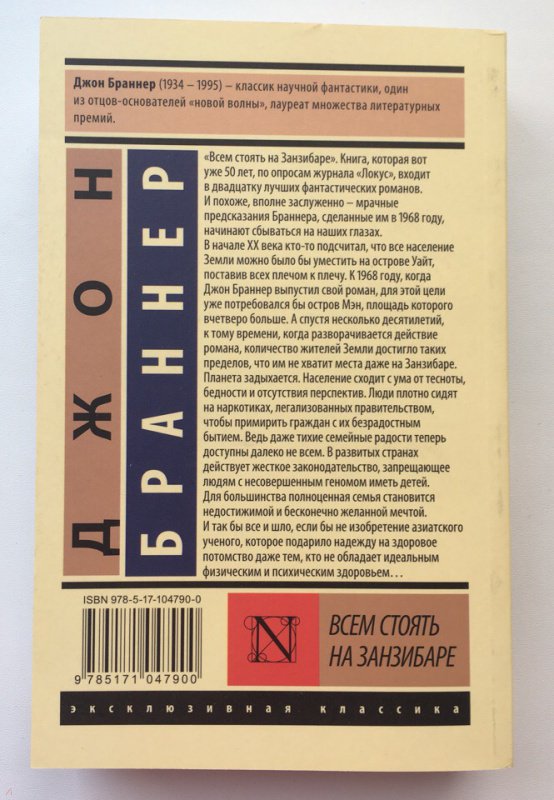 Джон Браннер (1934 – 1995) – классик научной фантастики, один
из отцов-основателей «новой волны», лауреат множества литературных
премий.
ДЖОН
БРАННЕР
«Всем стоять на Занзибаре». Книга, которая вот
уже 50 лет, по опросам журнала «Локус», входит
в двадцатку лучших фантастических романов.
И похоже, вполне заслуженно – мрачные
предсказания Браннера, сделанные им в 1968 году,
начинают сбываться на наших глазах.
В начале XX века кто-то подсчитал, что все население
Земли можно было бы уместить на острове Уайт,
поставив всех плечом к плечу. К 1968 году, когда
Джон Браннер выпустил свой роман, для этой цели
уже потребовался бы остров Мэн, площадь которого
вчетверо больше. А спустя несколько десятилетий,
к тому времени, когда разворачивается действие
романа, количество жителей Земли достигло таких
пределов, что им не хватит места даже на Занзибаре.
Планета задыхается. Население сходит с ума от тесноты,
бедности и отсутствия перспектив. Люди плотно сидят
на наркотиках, легализованных правительством,
чтобы примирить граждан с их безрадостным
бытием. Ведь даже тихие семейные радости теперь
доступны далеко не всем. В развитых странах
действует жесткое законодательство, запрещающее
людям с несовершенным геномом иметь детей.
Для большинства полноценная семья становится
недостижимой и бесконечно желанной мечтой.
И так бы все и шло, если бы не изобретение азиатского
ученого, которое подарило надежду на здоровое
потомство даже тем, кто не обладает идеальным
физическим и психическим здоровьем…
ISBN 978-5-17-104790-0
9 785171 047900
N
ВСЕМ СТОЯТЬ
НА ЗАНЗИБАРЕ
эксклюзивная классика